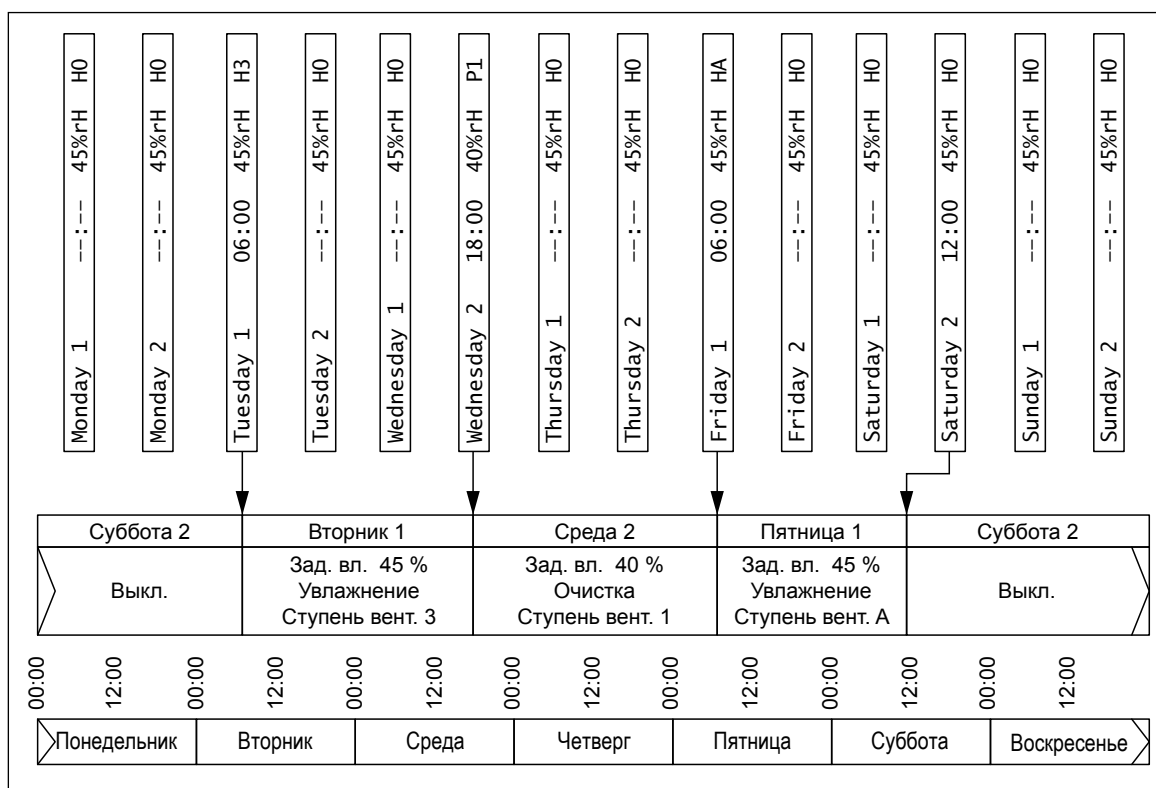 Monday 1 --:-- 45%rH H0
Monday 2 --:-- 45%rH H0
Tuesday 1 06:00 45%rH H3
Tuesday 2 --:-- 45%rH H0
Wednesday 1 --:-- 45%rH H0
Wednesday 2 18:00 40%rH P1
Thursday 1 --:-- 45%rH H0
Thursday 2 --:-- 45%rH H0
Friday 1 06:00 45%rH HA
Friday 2 --:-- 45%rH H0
Saturday 1 --:-- 45%rH H0
Saturday 2 12:00 45%rH H0
Sunday 1 --:-- 45%rH H0
Sunday 2 --:-- 45%rH H0
Суббота 2
Вторник 1
Среда 2
Пятница 1
Суббота 2
Выкл.
Зад. вл. 45 %
Увлажнение
Ступень вент. 3
Зад. вл. 40 %
Очистка
Ступень вент. 1
Зад. вл. 45 %
Увлажнение
Ступень вент. A
Выкл.
00:00
12:00
00:00
12:00
00:00
12:00
00:00
12:00
00:00
12:00
00:00
12:00
00:00
12:00
Понедельник
Вторник
Среда
Четверг
Пятница
Суббота
Воскресенье